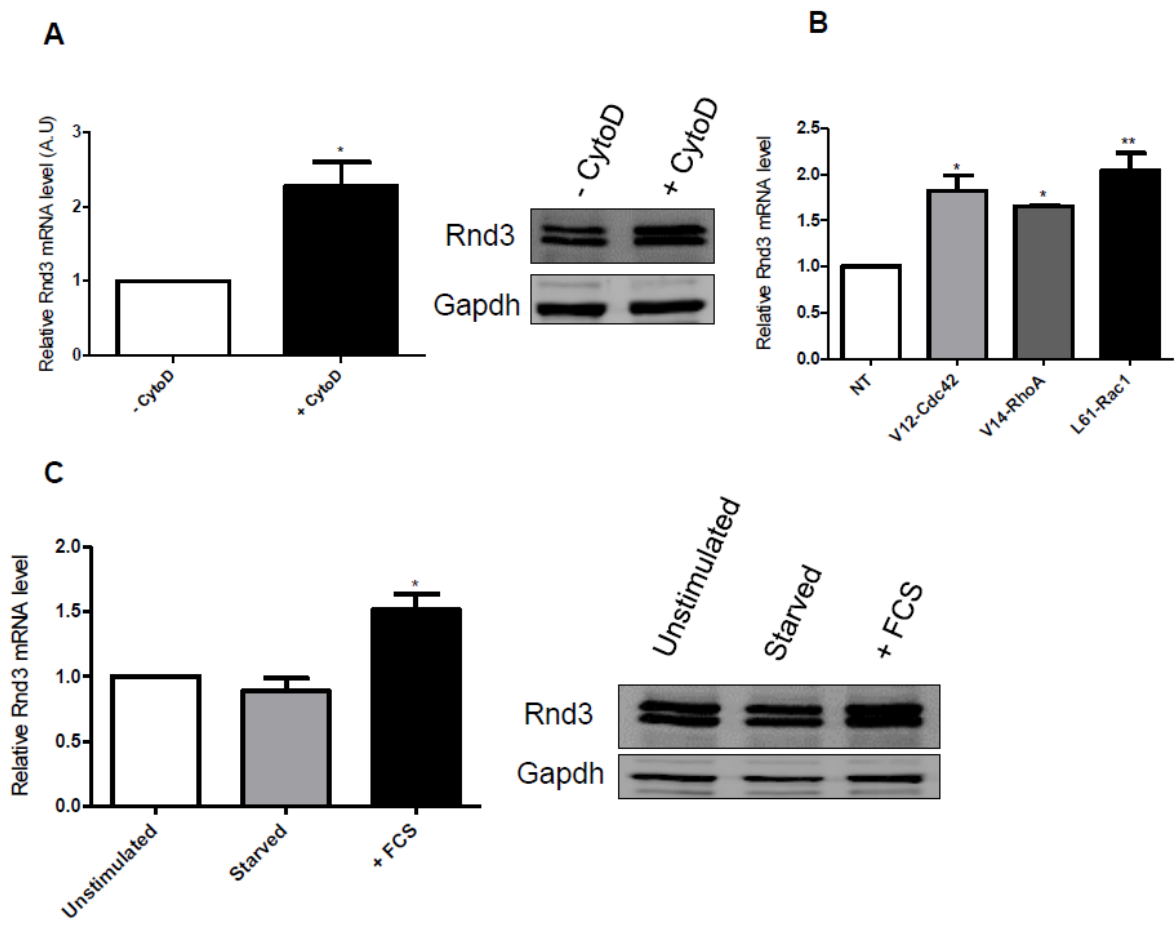 A
Relative Rnd3 mRNA level (A.U)
3
2
1
0
*
- CytoD
+ CytoD
- CytoD
+ CytoD
Rnd3
Gapdh
B
Relative Rnd3 mRNA level
2.5
2.0
1.5
1.0
0.5
0.0
*
*
**
NT
V12-Cdc42
V14-RhoA
L61-Rac1
C
Relative Rnd3 mRNA level
2.0
1.5
1.0
0.5
0.0
*
Unstimulated
Starved
+ FCS
Unstimulated
Starved
+ FCS
Rnd3
Gapdh